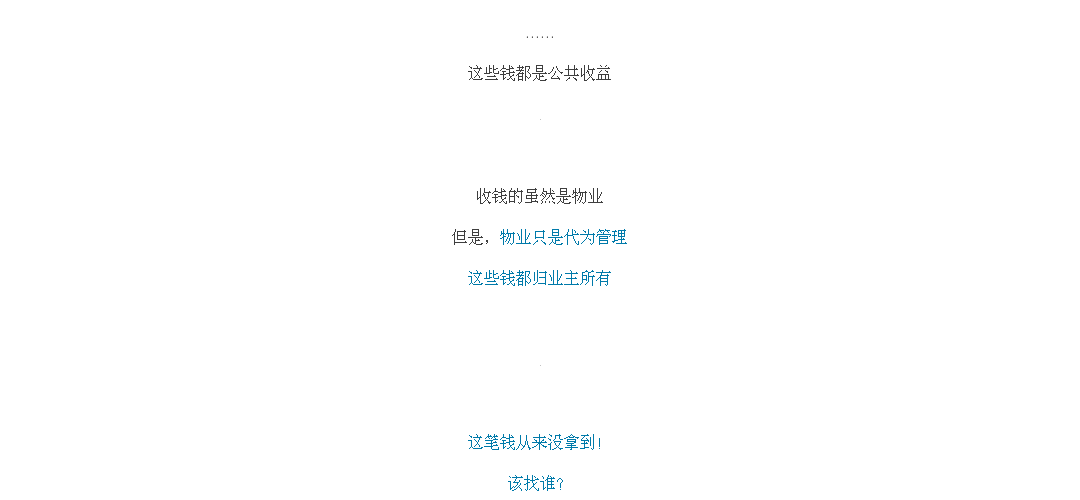 ……
这些钱都是公共收益
收钱的虽然是物业
但是，物业只是代为管理
这些钱都归业主所有
这笔钱从来没拿到！
该找谁？